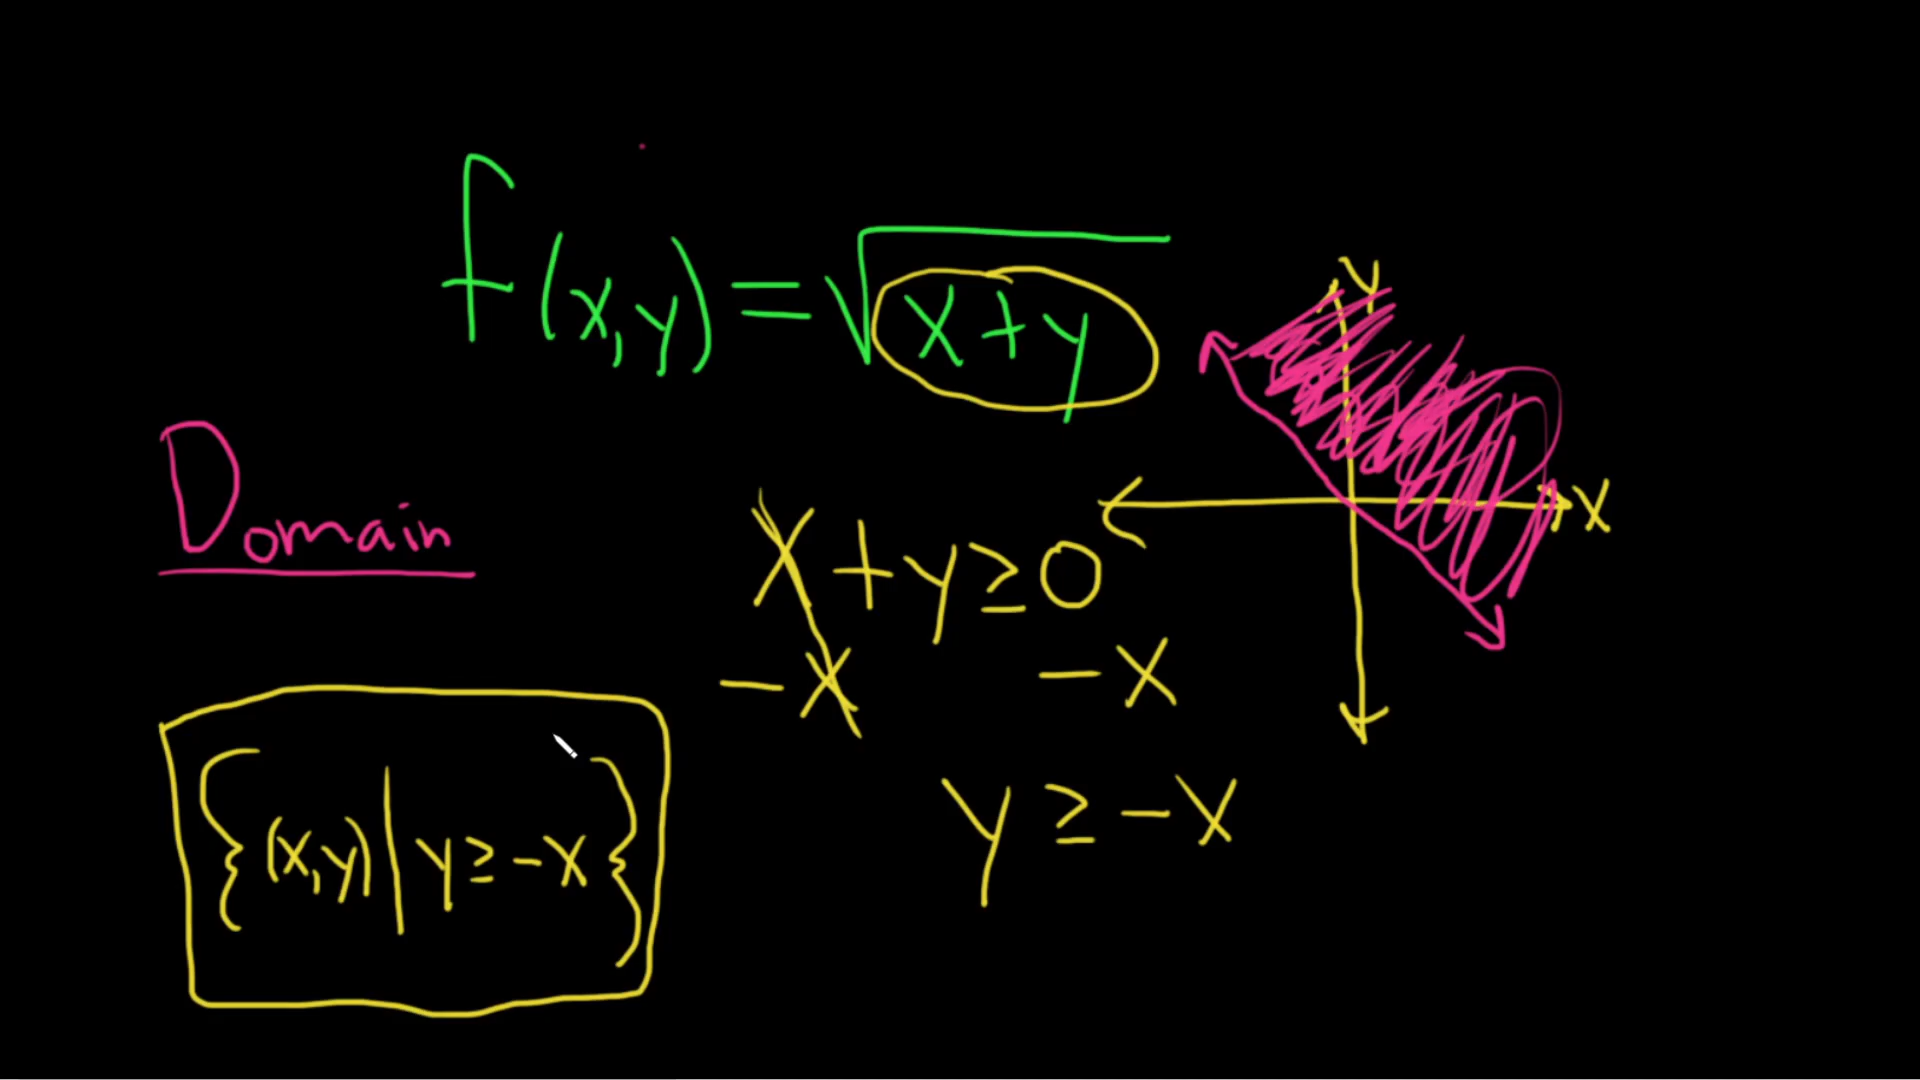 f(x,y)=√x+y
y
x
Domain
x+y≥0
-x -x
y≥-x
{(x,y)|y≥-x}